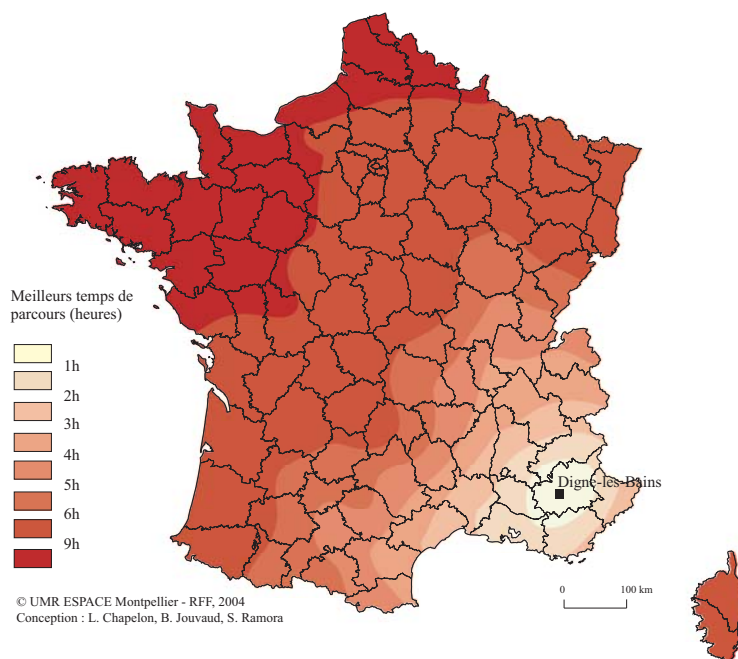 Meilleurs temps de
parcours (heures)
1h
2h
3h
4h
5h
6h
9h
Digne-les-Bains
0 100 km
© UMR ESPACE Montpellier - RFF, 2004
Conception : L. Chapelon, B. Jouvaud, S. Ramora